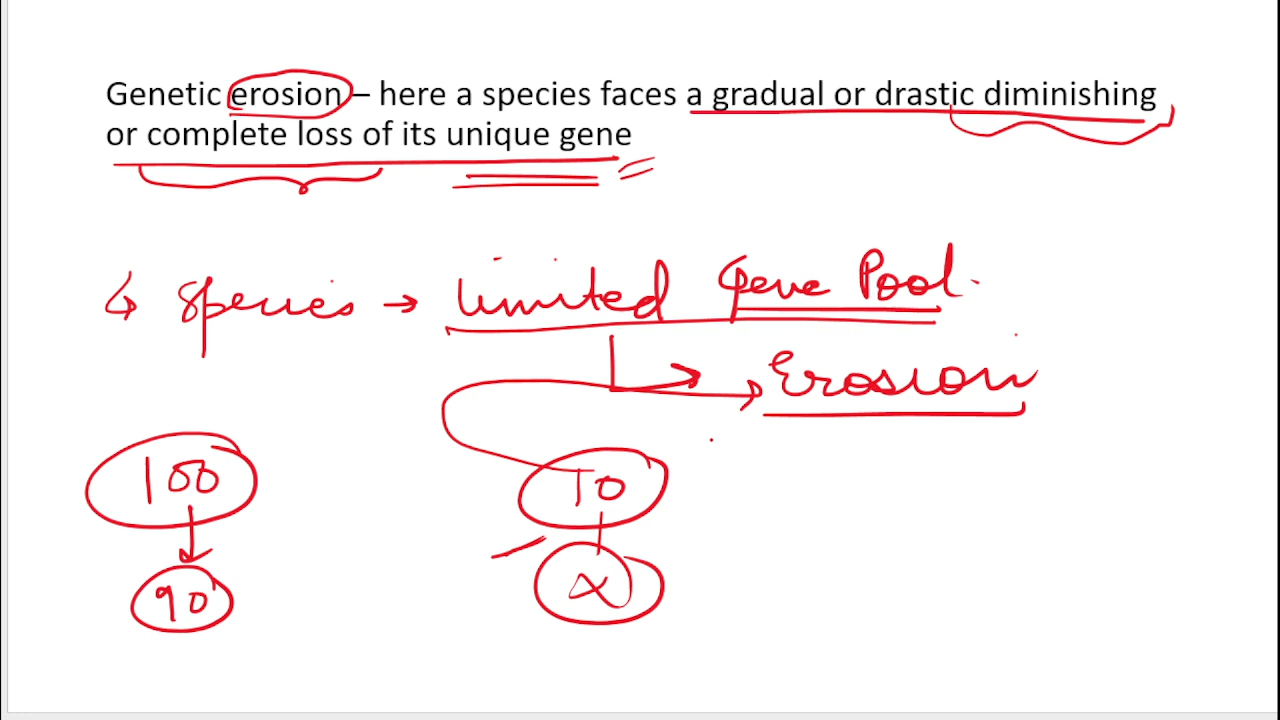 Genetic erosion – here a species faces a gradual or drastic diminishing
or complete loss of its unique gene
↳ Species → limited Gene Pool.
→ Erosion
100 10
90